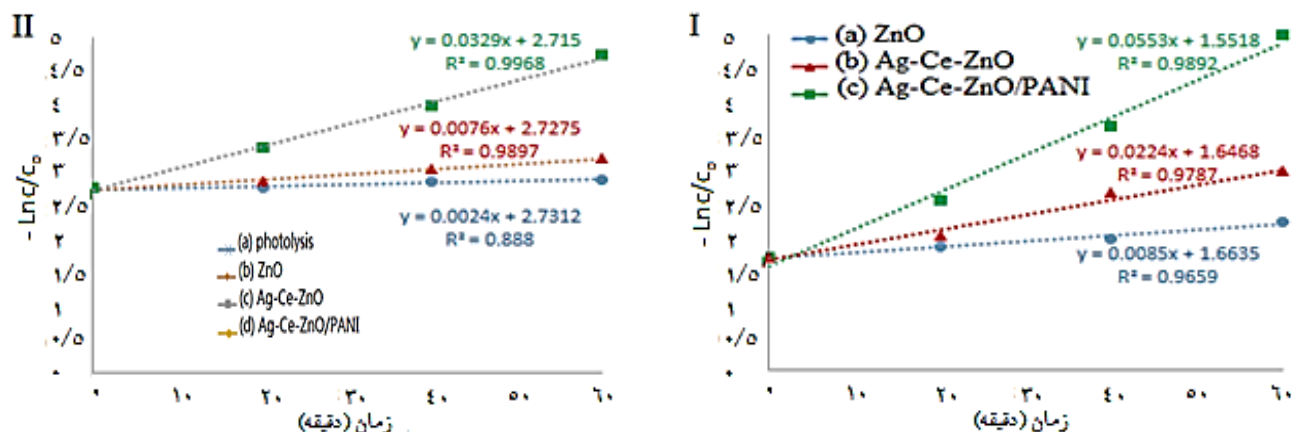 II
۵
۴/۵
۴
۳/۵
۳
۲/۵
۲
۱/۵
۱
۰/۵
۰
- Ln c/c₀
y = 0.0329x + 2.715
R² = 0.9968
y = 0.0076x + 2.7275
R² = 0.9897
y = 0.0024x + 2.7312
R² = 0.888
(a) photolysis
(b) ZnO
(c) Ag-Ce-ZnO
(d) Ag-Ce-ZnO/PANI
۰ ۱۰ ۲۰ ۳۰ ۴۰ ۵۰ ۶۰
زمان (دقیقه)
I
۵
۴/۵
۴
۳/۵
۳
۲/۵
۲
۱/۵
۱
۰/۵
۰
- Ln c/c₀
(a) ZnO
(b) Ag-Ce-ZnO
(c) Ag-Ce-ZnO/PANI
y = 0.0553x + 1.5518
R² = 0.9892
y = 0.0224x + 1.6468
R² = 0.9787
y = 0.0085x + 1.6635
R² = 0.9659
۰ ۱۰ ۲۰ ۳۰ ۴۰ ۵۰ ۶۰
زمان (دقیقه)